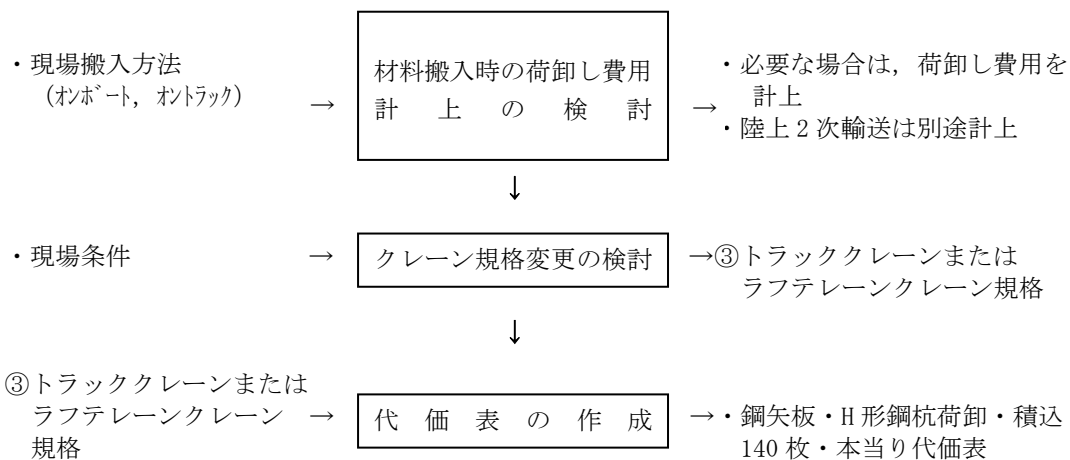 ・現場搬入方法
（ｵﾝﾎﾞｰﾄ，ｵﾝﾄﾗｯｸ）
→
材料搬入時の荷卸し費用
計上の検討
→
・必要な場合は，荷卸し費用を
計上
・陸上２次輸送は別途計上
↓
・現場条件
→
クレーン規格変更の検討
→③トラッククレーンまたは
ラフテレーンクレーン規格
↓
③トラッククレーンまたは
ラフテレーンクレーン
規格
→
代価表の作成
→・鋼矢板・H 形鋼杭荷卸・積込
140 枚・本当り代価表